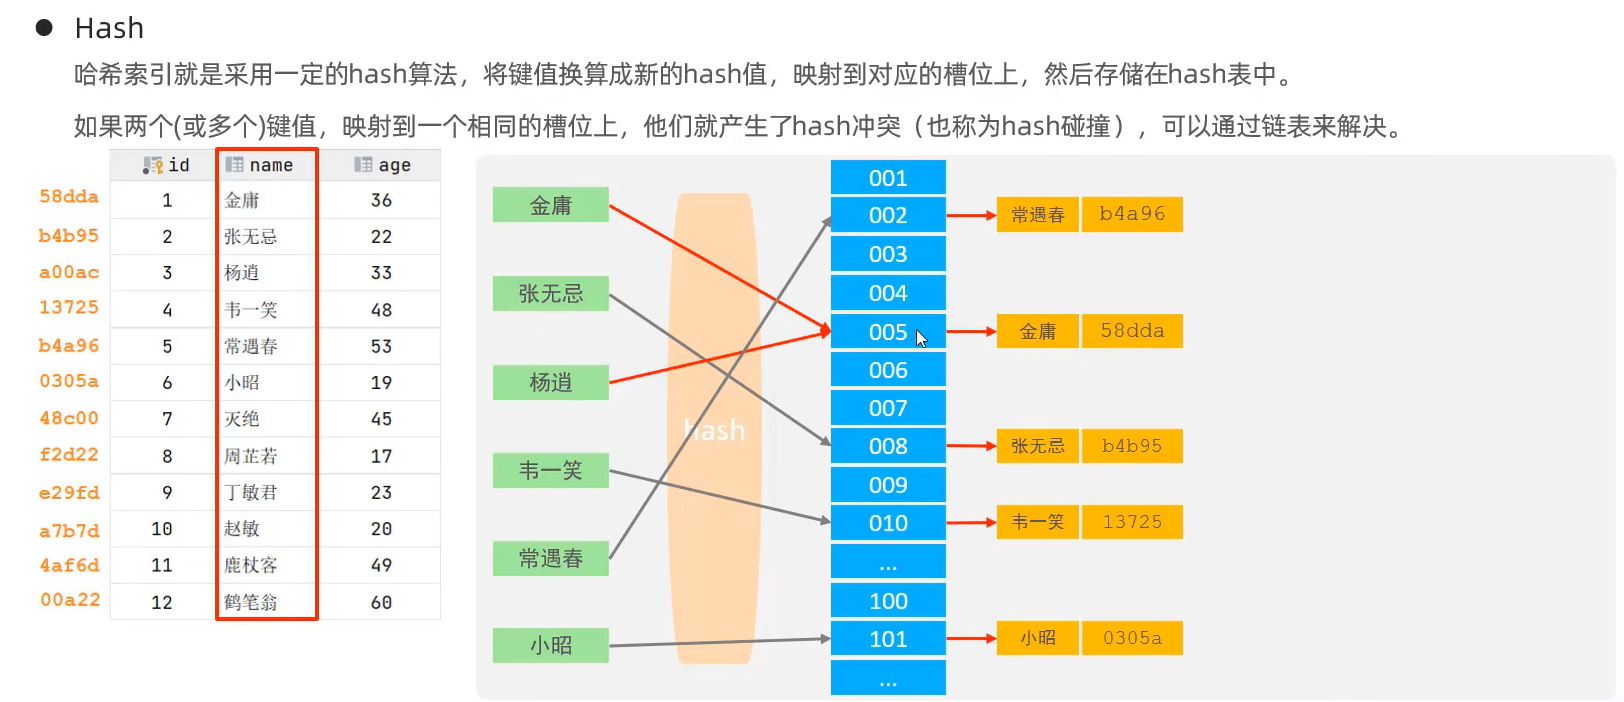 Hash
哈希索引就是采用一定的hash算法，将键值换算成新的hash值，映射到对应的槽位上，然后存储在hash表中。
如果两个(或多个)键值，映射到一个相同的槽位上，他们就产生了hash冲突（也称为hash碰撞），可以通过链表来解决。
id name age
58dda 1 金庸 36
b4b95 2 张无忌 22
a00ac 3 杨逍 33
13725 4 韦一笑 48
b4a96 5 常遇春 53
0305a 6 小昭 19
48c00 7 灭绝 45
f2d22 8 周芷若 17
e29fd 9 丁敏君 23
a7b7d 10 赵敏 20
4af6d 11 鹿杖客 49
00a22 12 鹤笔翁 60
金庸
张无忌
杨逍
韦一笑
常遇春
小昭
hash
001
002 常遇春 b4a96
003
004
005 金庸 58dda
006
007
008 张无忌 b4b95
009
010 韦一笑 13725
...
100
101 小昭 0305a
...